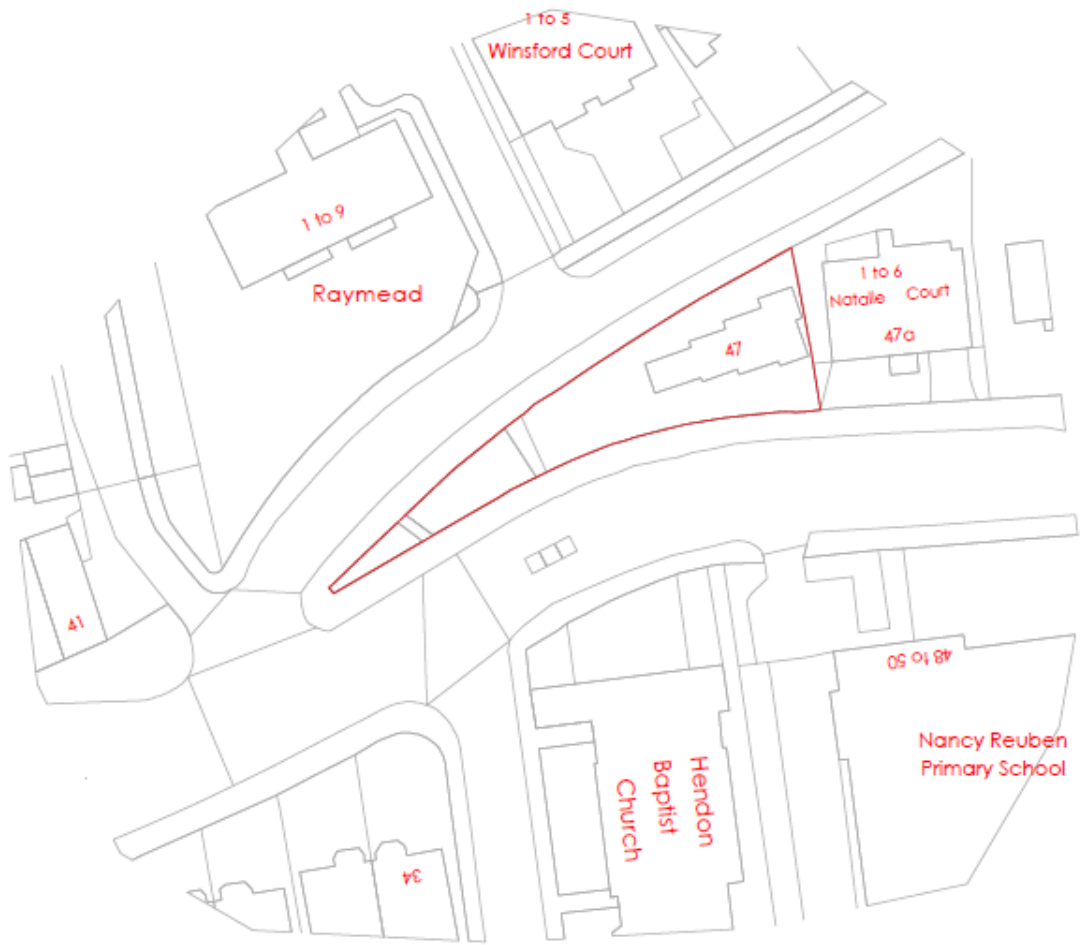 1 to 5
Winsford Court
1 to 9
Raymead
1 to 6
Natalie Court
47a
47
41
48 to 50
Nancy Reuben
Primary School
Hendon
Baptist
Church
34